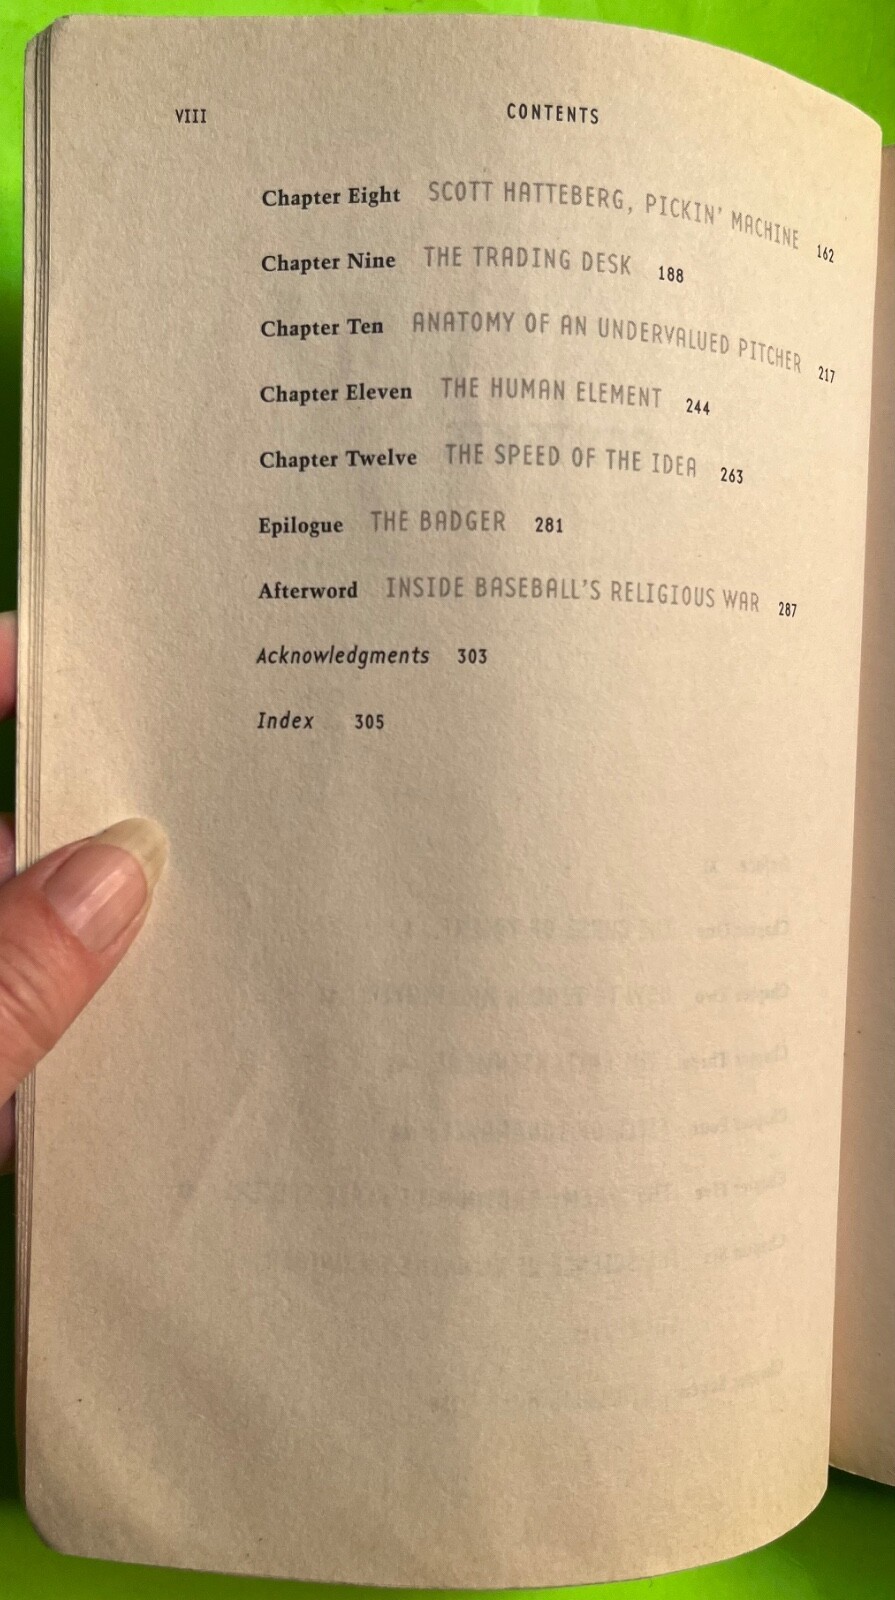 VIII CONTENTS
Chapter Eight SCOTT HATTEBERG, PICKIN' MACHINE 162
Chapter Nine THE TRADING DESK 188
Chapter Ten ANATOMY OF AN UNDERVALUED PITCHER 217
Chapter Eleven THE HUMAN ELEMENT 244
Chapter Twelve THE SPEED OF THE IDEA 263
Epilogue THE BADGER 281
Afterword INSIDE BASEBALL'S RELIGIOUS WAR 287
Acknowledgments 303
Index 305